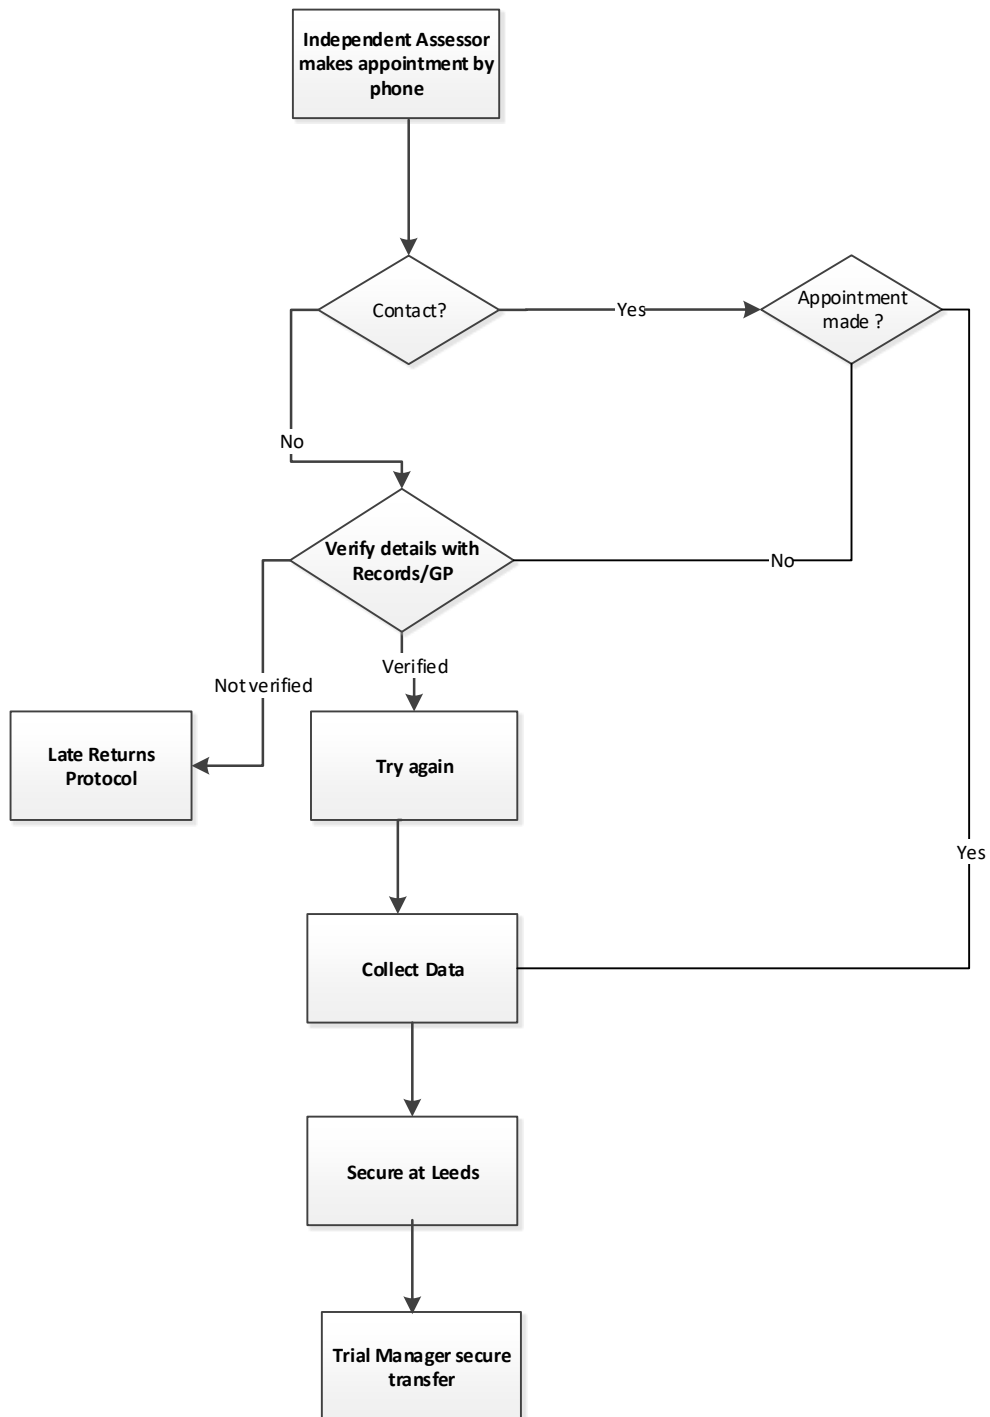 Independent Assessor
makes appointment by
phone
Contact?
Yes
Appointment
made ?
No
Verify details with
Records/GP
No
Verified
Not verified
Late Returns
Protocol
Try again
Yes
Collect Data
Secure at Leeds
Trial Manager secure
transfer